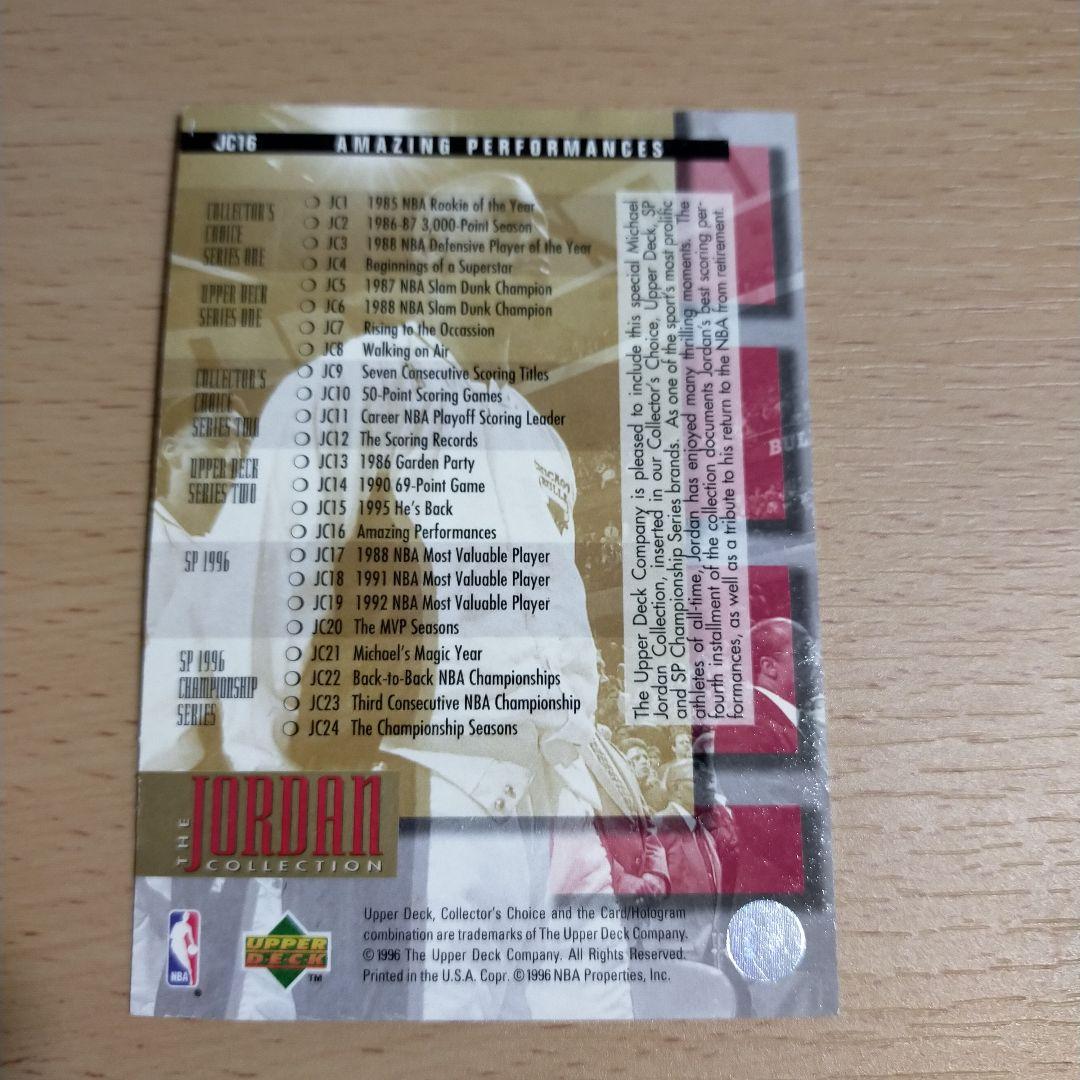 JC16 AMAZING PERFORMANCES
COLLECTOR'S
CHOICE
SERIES ONE
JC1 1985 NBA Rookie of the Year
JC2 1986-87 3,000-Point Season
JC3 1988 NBA Defensive Player of the Year
JC4 Beginnings of a Superstar
UPPER DECK
SERIES ONE
JC5 1987 NBA Slam Dunk Champion
JC6 1988 NBA Slam Dunk Champion
JC7 Rising to the Occassion
JC8 Walking on Air
COLLECTOR'S
CHOICE
SERIES TWO
JC9 Seven Consecutive Scoring Titles
JC10 50-Point Scoring Games
JC11 Career NBA Playoff Scoring Leader
JC12 The Scoring Records
UPPER DECK
SERIES TWO
JC13 1986 Garden Party
JC14 1990 69-Point Game
JC15 1995 He's Back
JC16 Amazing Performances
SP 1996
JC17 1988 NBA Most Valuable Player
JC18 1991 NBA Most Valuable Player
JC19 1992 NBA Most Valuable Player
JC20 The MVP Seasons
SP 1996
CHAMPIONSHIP
SERIES
JC21 Michael's Magic Year
JC22 Back-to-Back NBA Championships
JC23 Third Consecutive NBA Championship
JC24 The Championship Seasons
The Upper Deck Company is pleased to include this special Michael
Jordan Collection, inserted in our Collector's Choice, Upper Deck, SP
and SP Championship Series brands. As one of the sport's most prolific
athletes of all-time, Jordan has enjoyed many thrilling moments. The
fourth installment of the collection documents Jordan's best scoring per-
formances, as well as a tribute to his return to the NBA from retirement.
BUL
THE
JORDAN
COLLECTION
NBA
UPPER
DECK
TM
Upper Deck, Collector's Choice and the Card/Hologram
combination are trademarks of The Upper Deck Company.
©1996 The Upper Deck Company. All Rights Reserved.
Printed in the U.S.A. Copr. ©1996 NBA Properties, Inc.